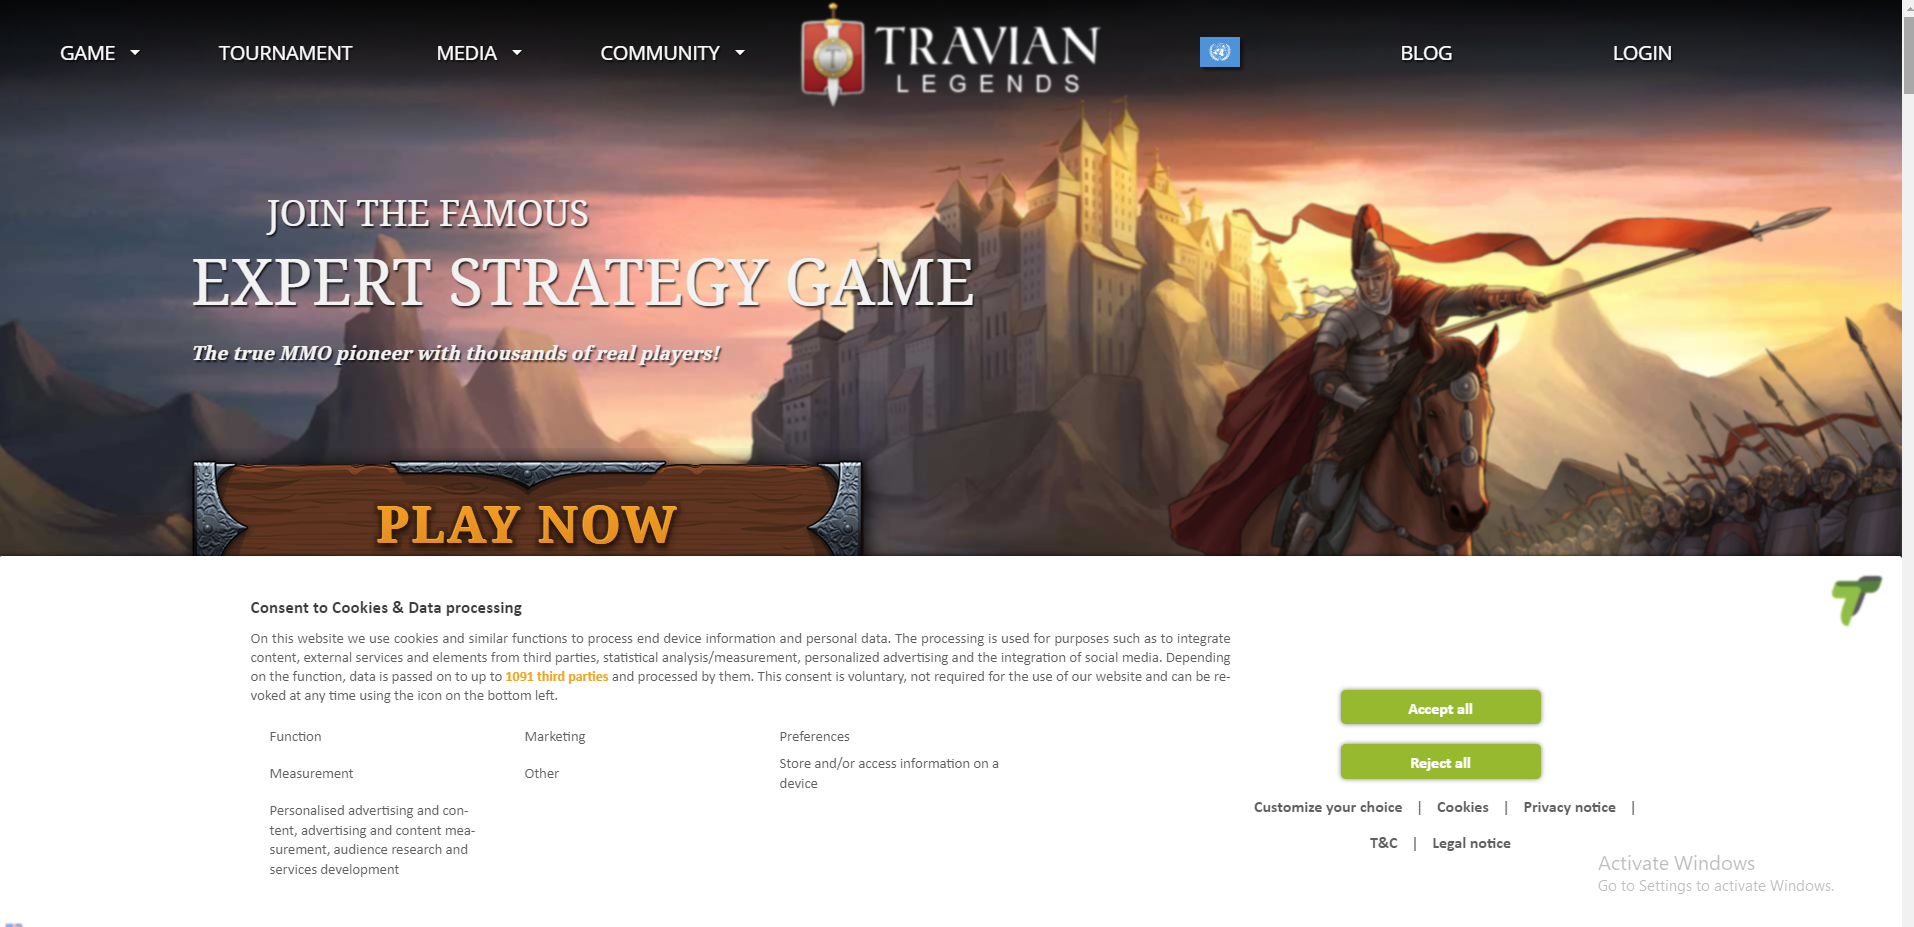 GAME
TOURNAMENT
MEDIA
COMMUNITY
TRAVIAN
LEGENDS
BLOG
LOGIN
JOIN THE FAMOUS
EXPERT STRATEGY GAME
The true MMO pioneer with thousands of real players!
PLAY NOW
Consent to Cookies & Data processing
On this website we use cookies and similar functions to process end device information and personal data. The processing is used for purposes such as to integrate
content, external services and elements from third parties, statistical analysis/measurement, personalized advertising and the integration of social media. Depending
on the function, data is passed on to up to 1091 third parties and processed by them. This consent is voluntary, not required for the use of our website and can be re-
voked at any time using the icon on the bottom left.
Function
Marketing
Preferences
Measurement
Other
Store and/or access information on a
device
Personalised advertising and con-
tent, advertising and content mea-
surement, audience research and
services development
Accept all
Reject all
Customize your choice | Cookies | Privacy notice |
T&C | Legal notice
Activate Windows
Go to Settings to activate Windows.